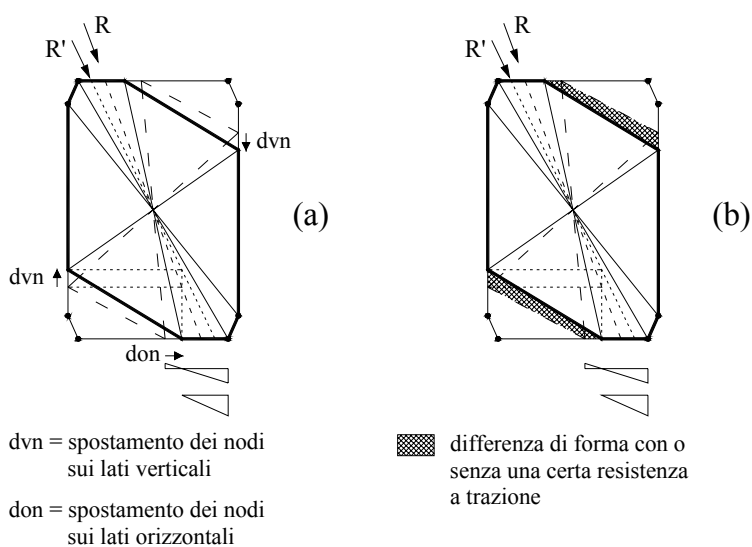 R
R'
R
R'
dvn
(a)
(b)
dvn
don
dvn = spostamento dei nodi
sui lati verticali
don = spostamento dei nodi
sui lati orizzontali
differenza di forma con o
senza una certa resistenza
a trazione